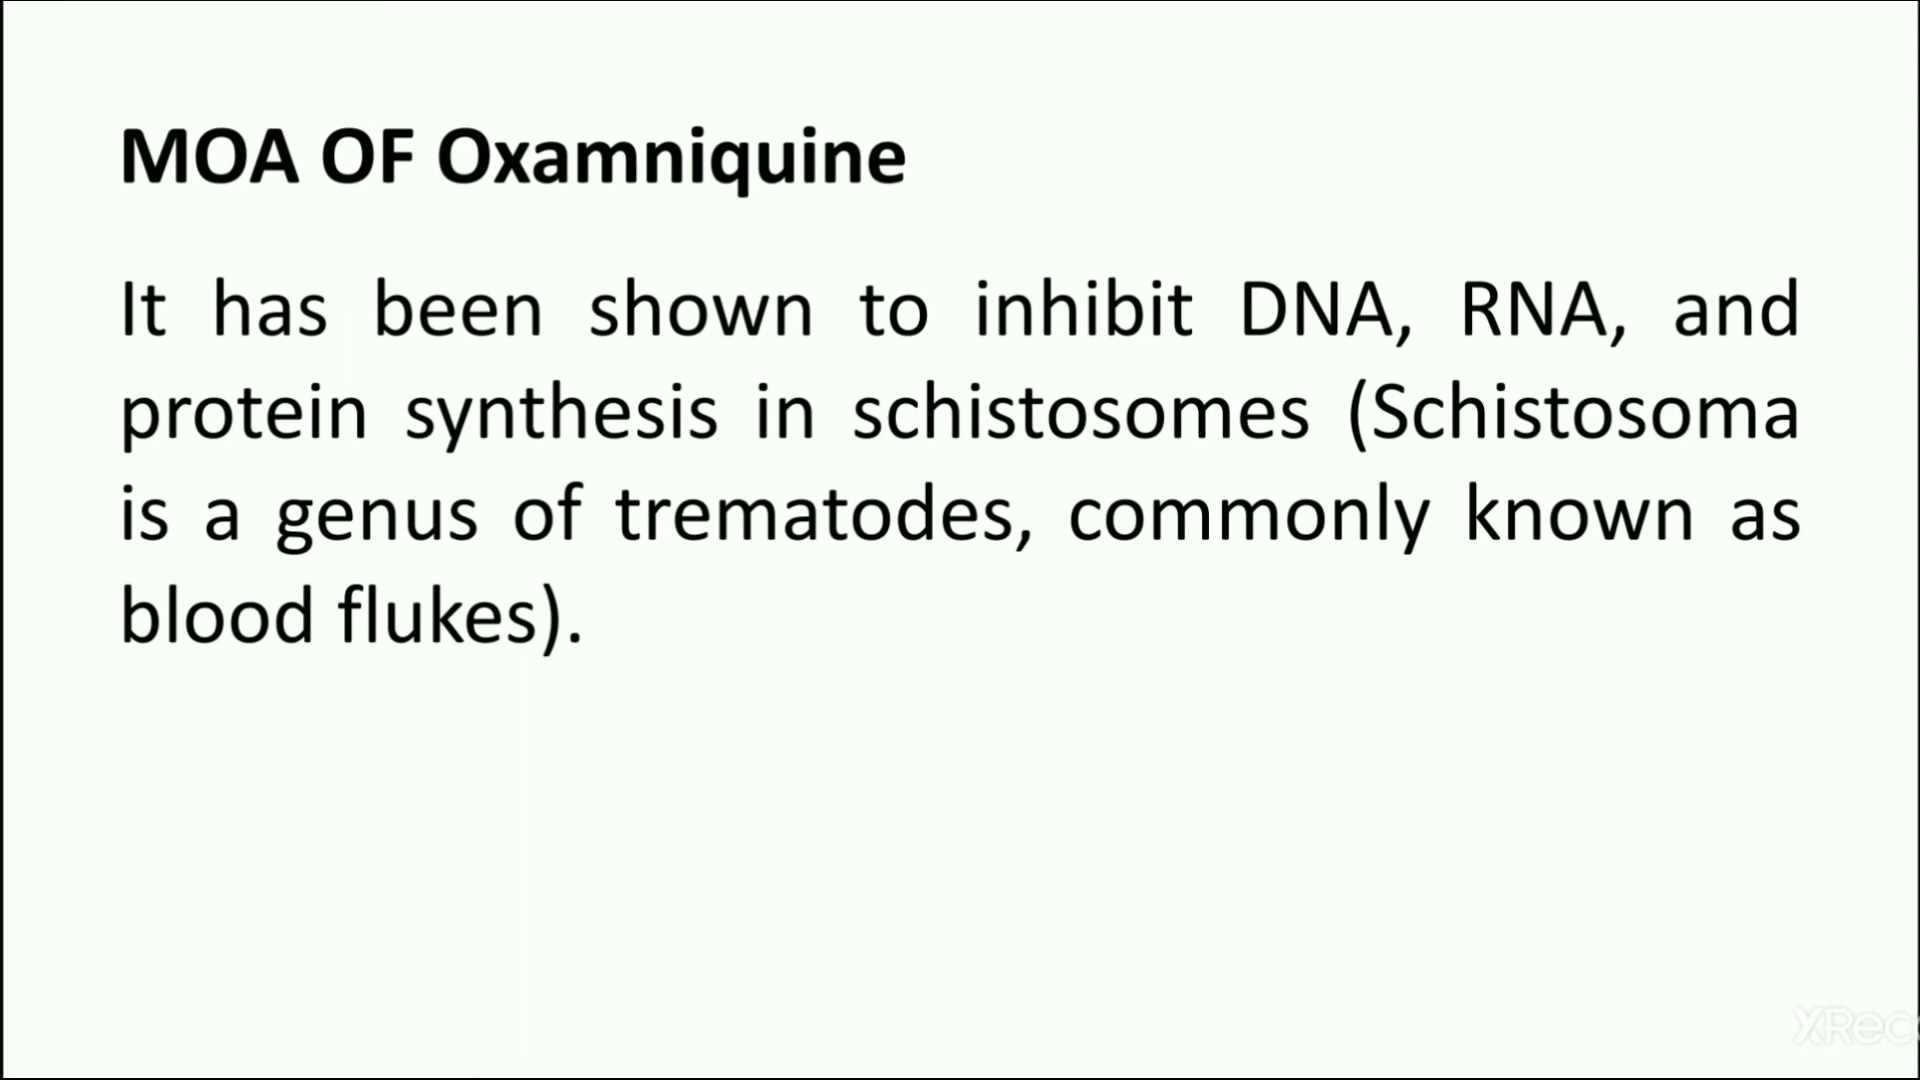 MOA OF Oxamniquine
It has been shown to inhibit DNA, RNA, and
protein synthesis in schistosomes (Schistosoma
is a genus of trematodes, commonly known as
blood flukes).
XRec